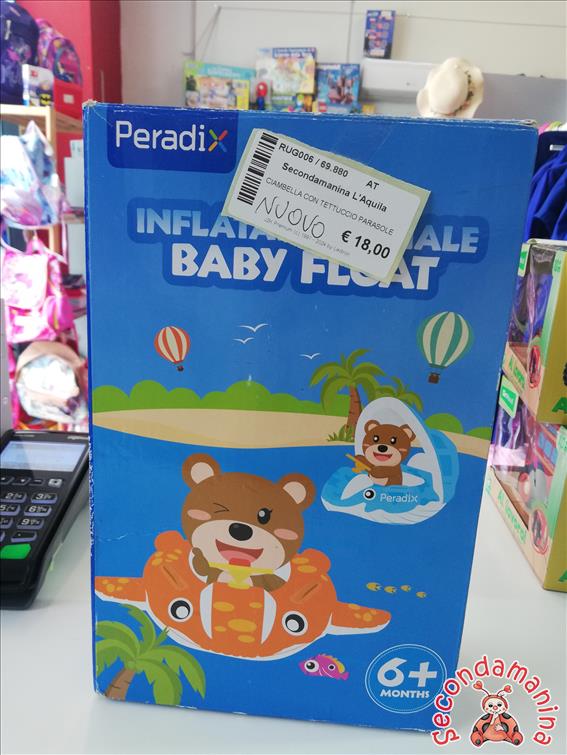 Peradix
RUG006 / 69.880 AT
Secondamanina L'Aquila
CIAMBELLA CON TETTUCCIO PARASOLE
NUOVO
€ 18,00
INFLATA ALE
BABY FLOAT
Peradix
6+
MONTHS
Secondamanina